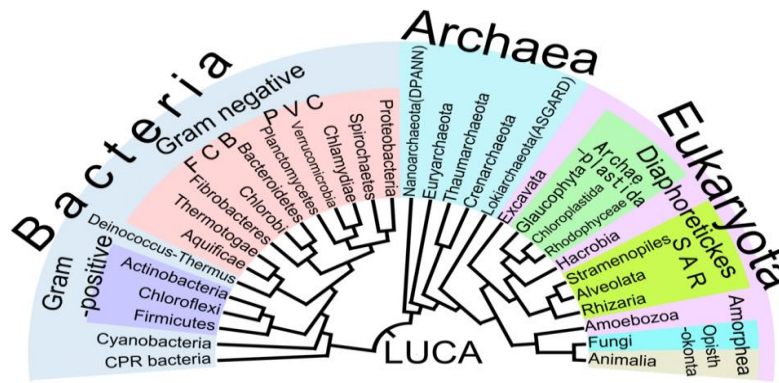 Bacteria
Archaea
Eukaryota
Gram negative
Gram
-positive
F C B
P V C
CPR bacteria
Cyanobacteria
Firmicutes
Chloroflexi
Actinobacteria
Deinococcus-Thermus
Aquificae
Thermotogae
Fibrobacteres
Chlorobi
Bacteroidetes
Planctomycetes
Verrucomicrobia
Chlamydiae
Spirochaetes
Proteobacteria
Nanoarchaeota(DPANN)
Euryarchaeota
Thaumarchaeota
Crenarchaeota
Lokiarchaeota(ASGARD)
Excavata
Archae
-plastida
Diaphoretickes
Glaucophyta
Chloroplastida
Rhodophyceae
Hacrobia
Stramenopiles
Alveolata
Rhizaria
S A R
Amoebozoa
Amorphea
Fungi
Opisth
-okonta
Animalia
LUCA